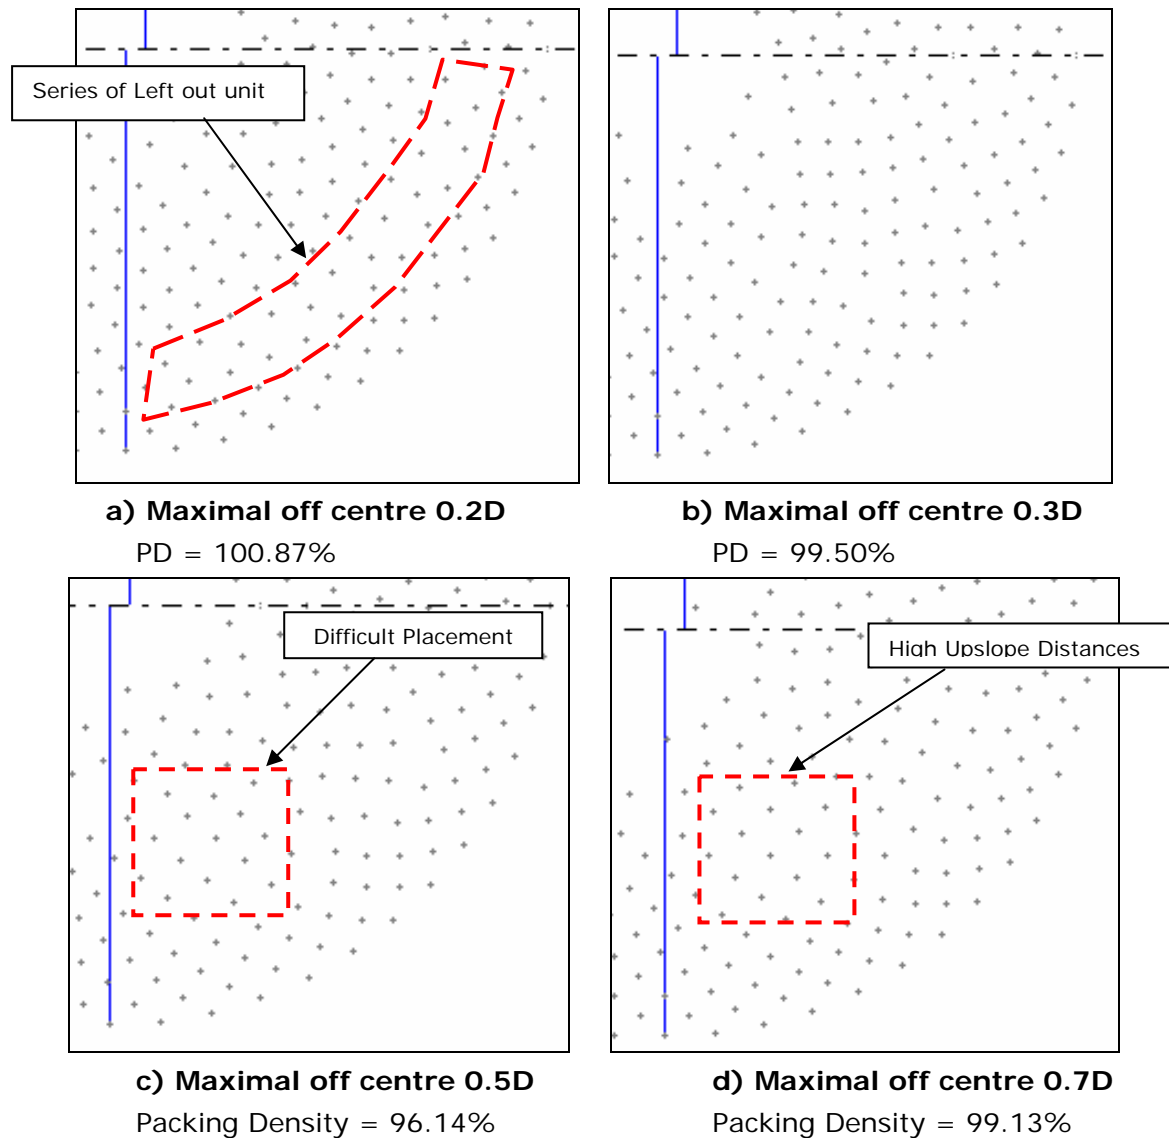 Series of Left out unit
a) Maximal off centre 0.2D
PD = 100.87%
b) Maximal off centre 0.3D
PD = 99.50%
Difficult Placement
High Upslope Distances
c) Maximal off centre 0.5D
Packing Density = 96.14%
d) Maximal off centre 0.7D
Packing Density = 99.13%